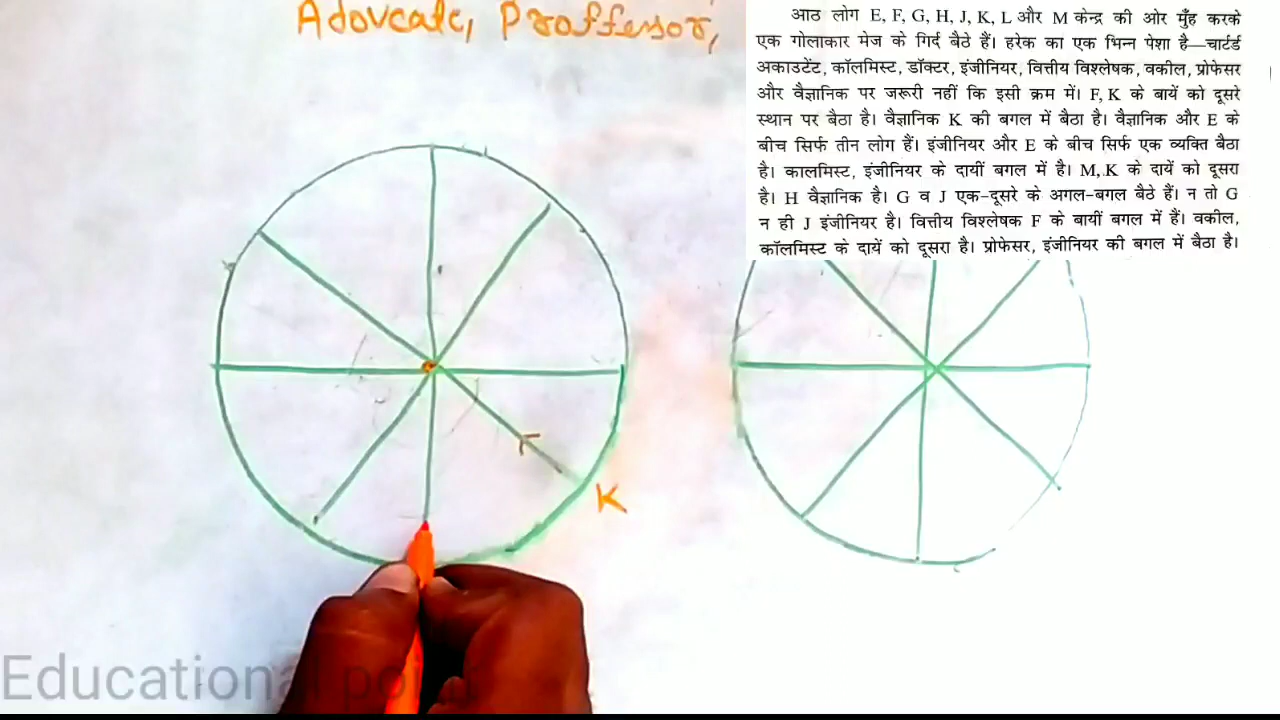 Adovcate, Proffensor,
आठ लोग E, F, G, H, J, K, L और M केन्द्र की ओर मुँह करके
एक गोलाकार मेज के गिर्द बैठे हैं। हरेक का एक भिन्न पेशा है—चार्टर्ड
अकाउटेंट, कॉलमिस्ट, डॉक्टर, इंजीनियर, वित्तीय विश्लेषक, वकील, प्रोफेसर
और वैज्ञानिक पर जरूरी नहीं कि इसी क्रम में। F, K के बायें को दूसरे
स्थान पर बैठा है। वैज्ञानिक K की बगल में बैठा है। वैज्ञानिक और E के
बीच सिर्फ तीन लोग हैं। इंजीनियर और E के बीच सिर्फ एक व्यक्ति बैठा
है। कालमिस्ट, इंजीनियर के दायीं बगल में है। M, K के दायें को दूसरा
है। H वैज्ञानिक है। G व J एक-दूसरे के अगल-बगल बैठे हैं। न तो G
न ही J इंजीनियर है। वित्तीय विश्लेषक F के बायीं बगल में हैं। वकील,
कॉलमिस्ट के दायें को दूसरा है। प्रोफेसर, इंजीनियर की बगल में बैठा है।
K
Educational point